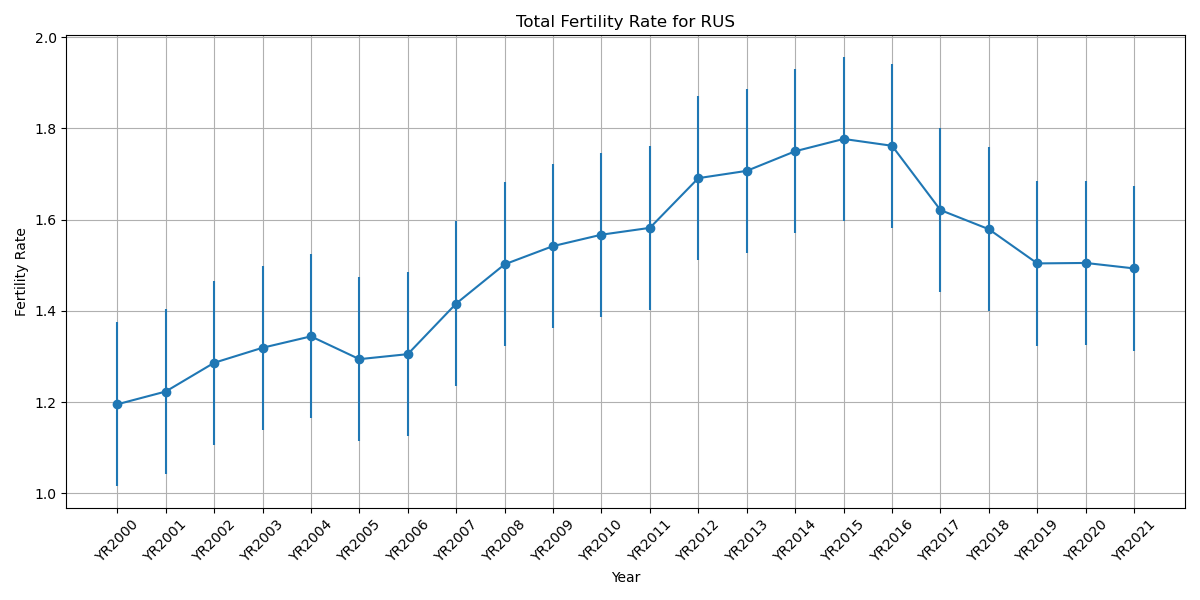 Total Fertility Rate for RUS
2.0
1.8
1.6
1.4
1.2
1.0
Fertility Rate
YR2000
YR2001
YR2002
YR2003
YR2004
YR2005
YR2006
YR2007
YR2008
YR2009
YR2010
YR2011
YR2012
YR2013
YR2014
YR2015
YR2016
YR2017
YR2018
YR2019
YR2020
YR2021
Year